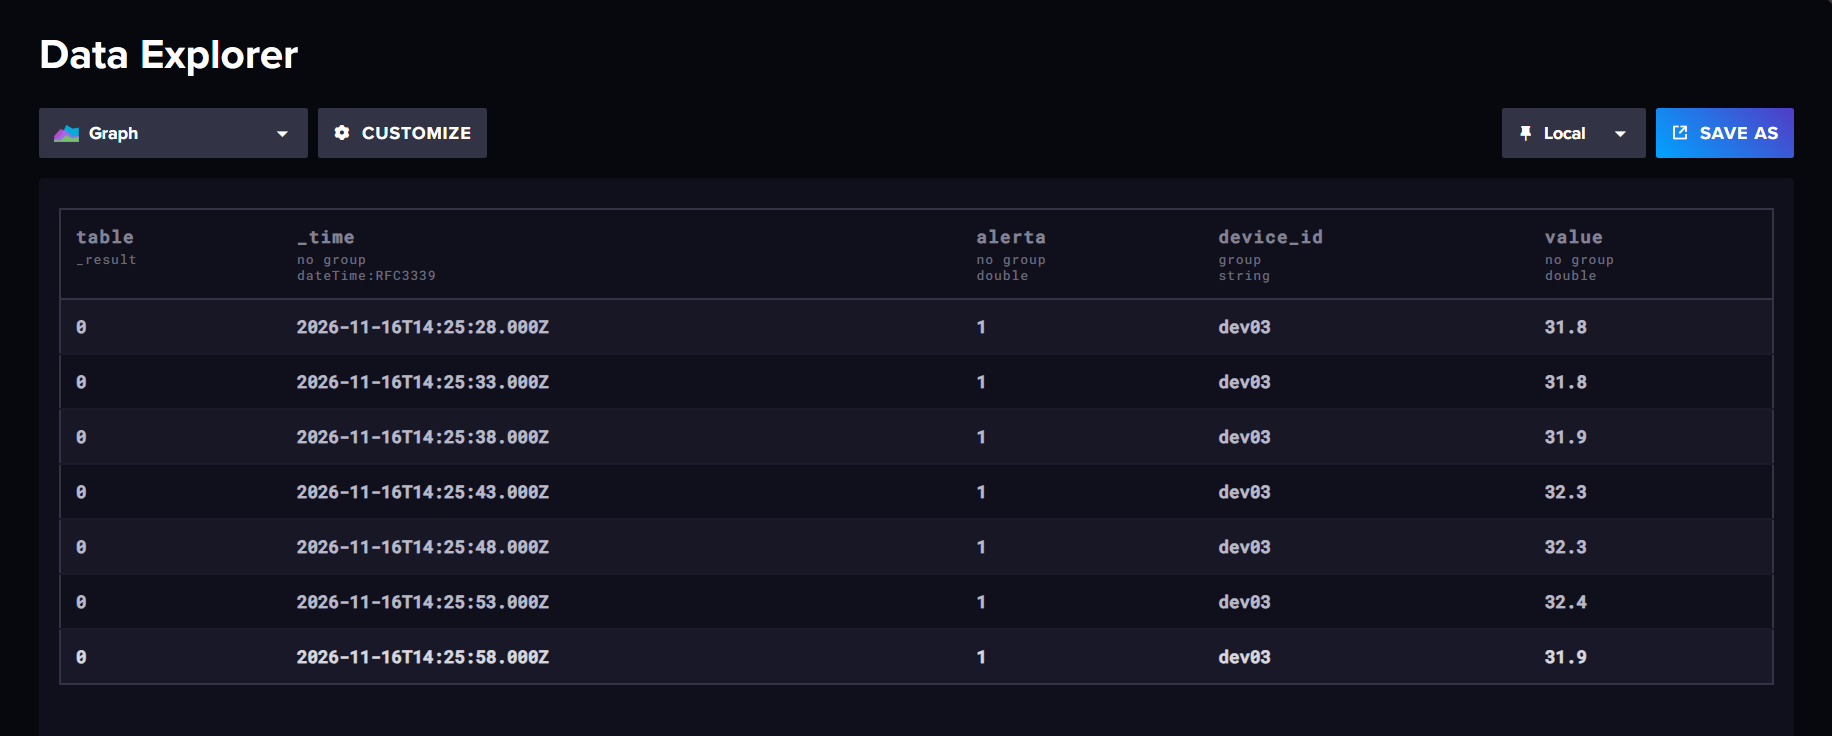 Data Explorer
Graph CUSTOMIZE Local SAVE AS
table _time alerta device_id value
_result no group no group group no group
dateTime:RFC3339 double string double
0 2026-11-16T14:25:28.000Z 1 dev03 31.8
0 2026-11-16T14:25:33.000Z 1 dev03 31.8
0 2026-11-16T14:25:38.000Z 1 dev03 31.9
0 2026-11-16T14:25:43.000Z 1 dev03 32.3
0 2026-11-16T14:25:48.000Z 1 dev03 32.3
0 2026-11-16T14:25:53.000Z 1 dev03 32.4
0 2026-11-16T14:25:58.000Z 1 dev03 31.9